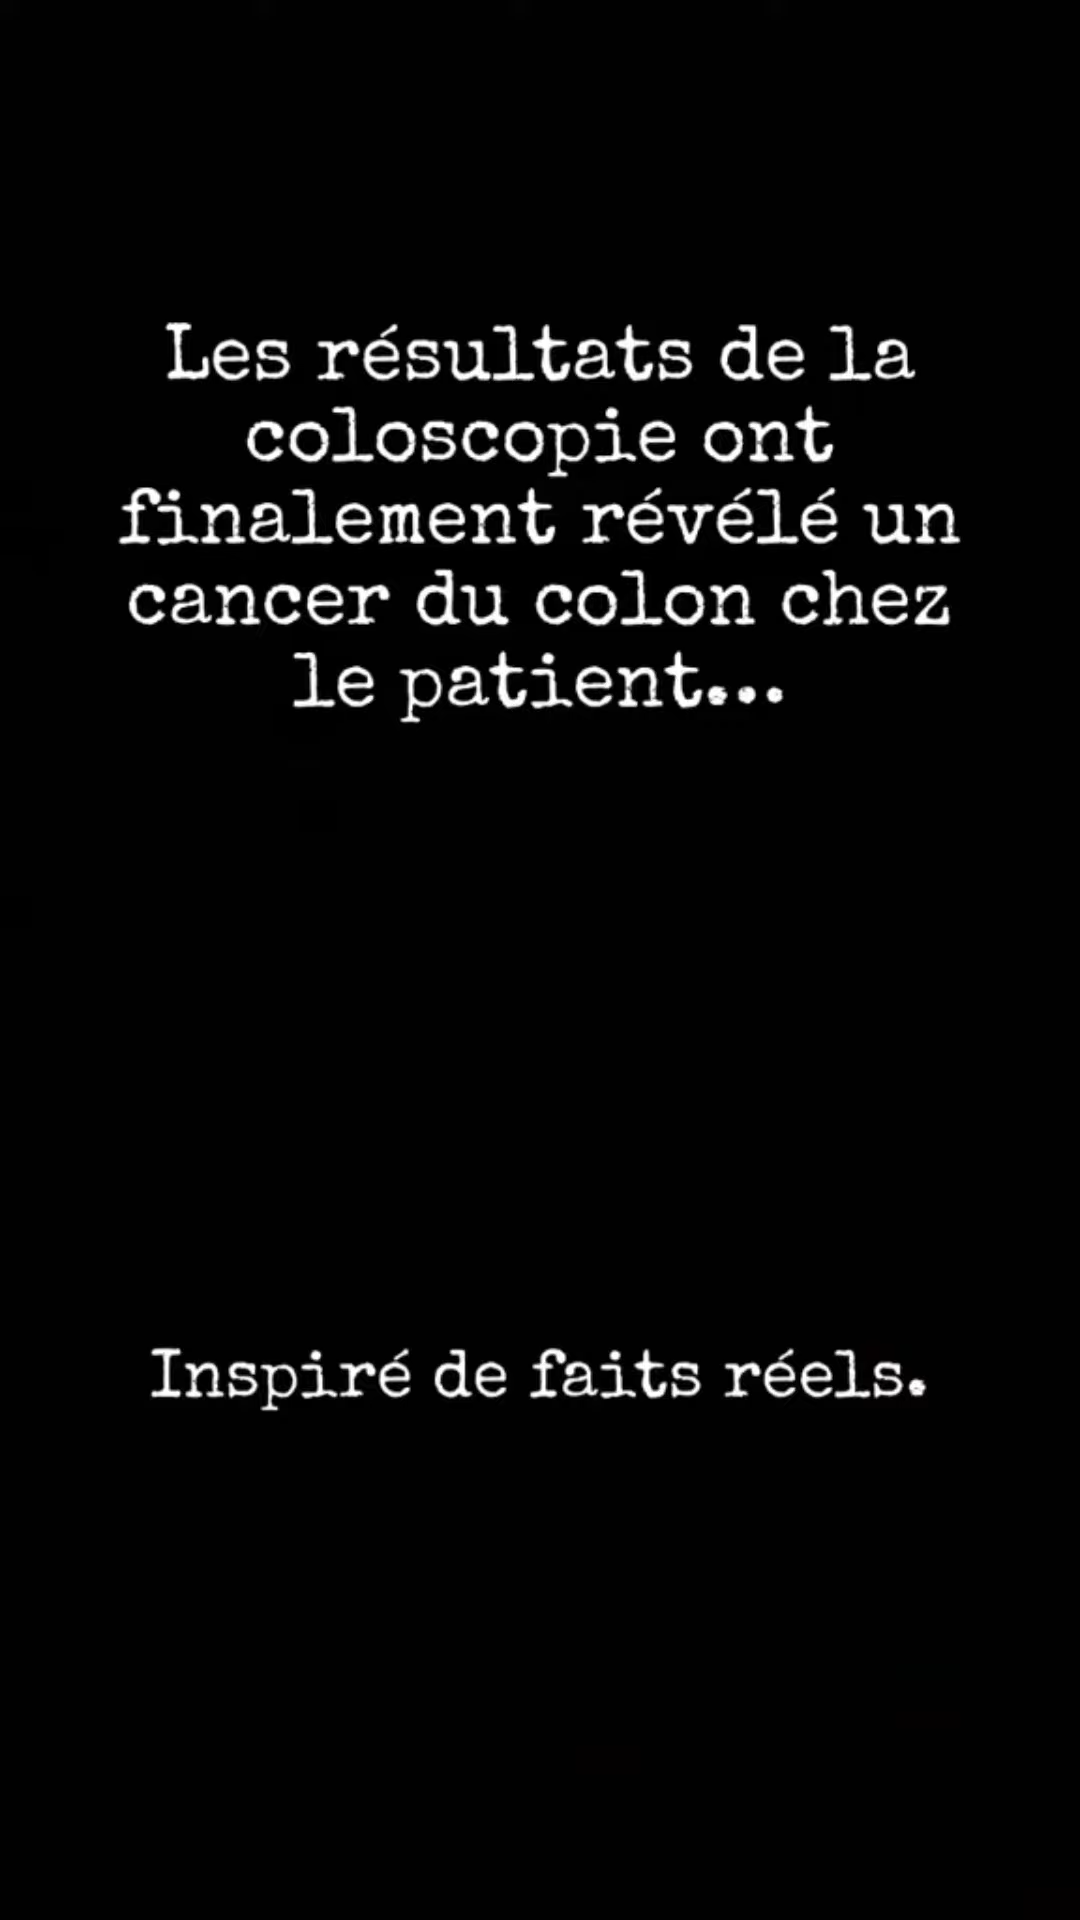 Les résultats de la
coloscopie ont
finalement révélé un
cancer du colon chez
le patient...
Inspiré de faits réels.